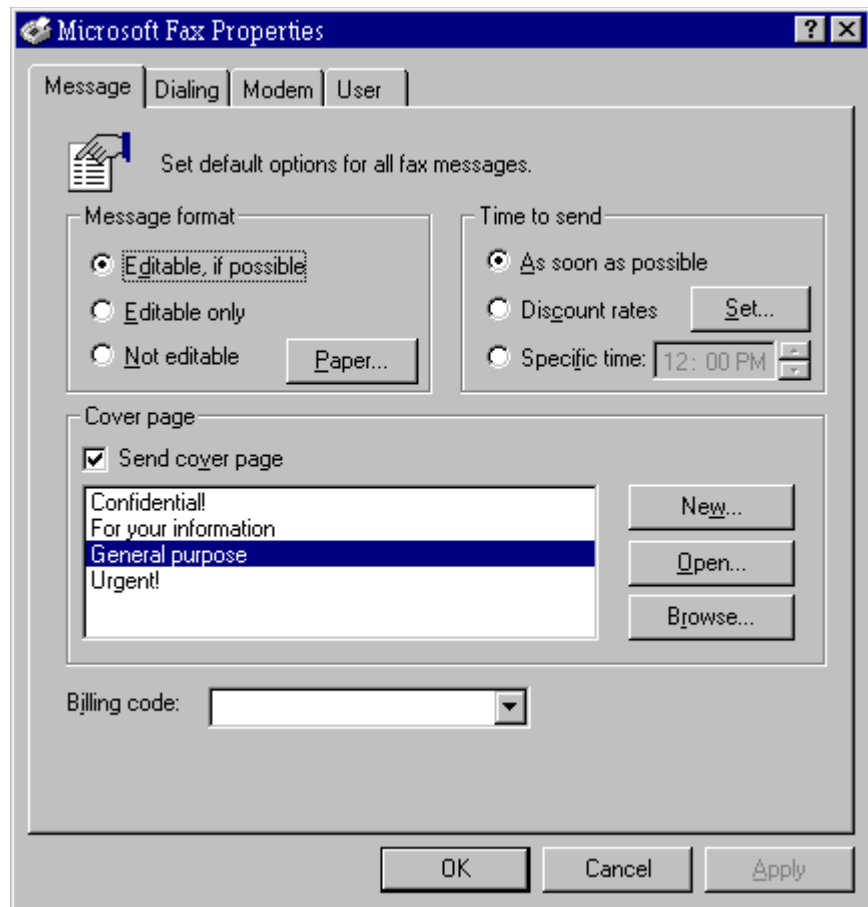 Microsoft Fax Properties
Message Dialing Modem User
Set default options for all fax messages.
Message format
Editable, if possible
Editable only
Not editable
Paper...
Time to send
As soon as possible
Discount rates
Set...
Specific time: 12: 00 PM
Cover page
Send cover page
Confidential!
For your information
General purpose
Urgent!
New...
Open...
Browse...
Billing code:
OK Cancel Apply